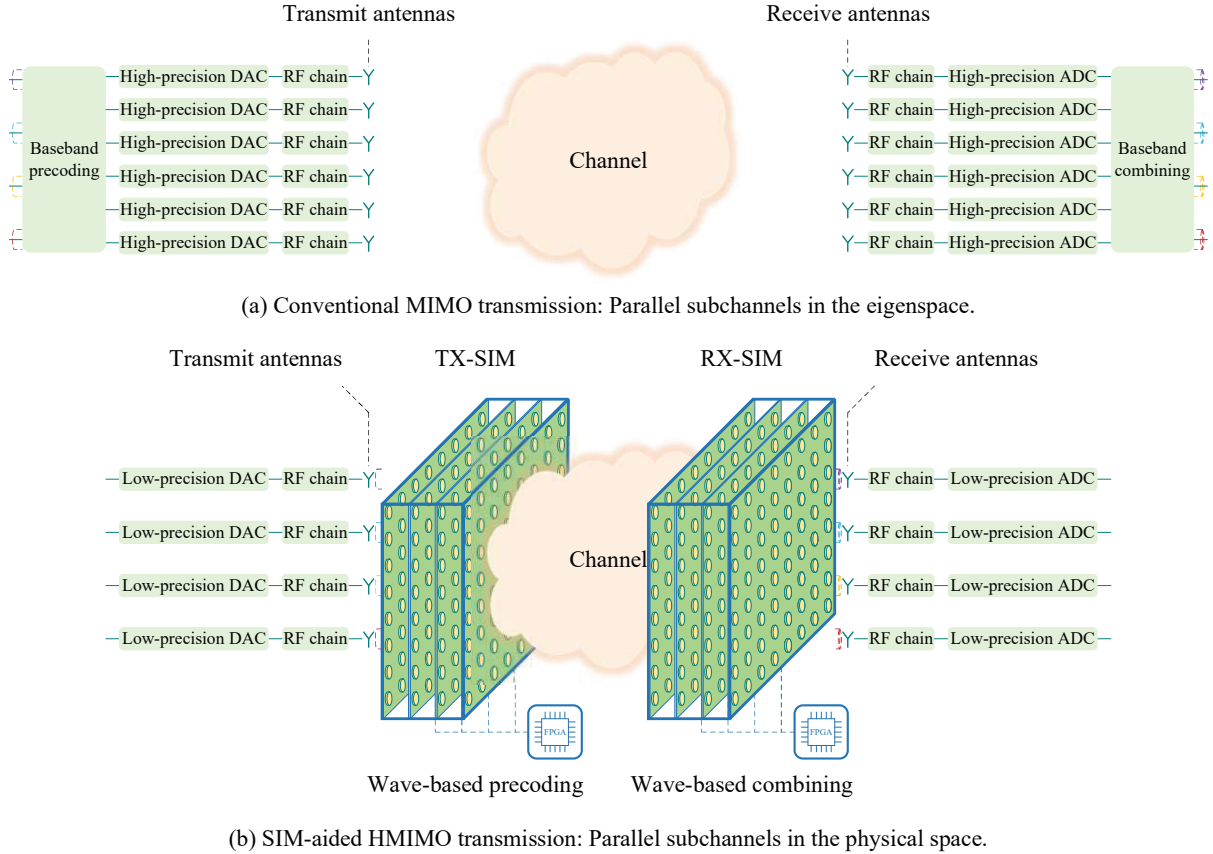 Transmit antennas
Receive antennas
High-precision DAC RF chain RF chain High-precision ADC
High-precision DAC RF chain RF chain High-precision ADC
High-precision DAC RF chain RF chain High-precision ADC
Baseband
precoding
Channel
Baseband
combining
High-precision DAC RF chain RF chain High-precision ADC
High-precision DAC RF chain RF chain High-precision ADC
High-precision DAC RF chain RF chain High-precision ADC
(a) Conventional MIMO transmission: Parallel subchannels in the eigenspace.
Transmit antennas
TX-SIM
RX-SIM
Receive antennas
Low-precision DAC RF chain RF chain Low-precision ADC
Low-precision DAC RF chain RF chain Low-precision ADC
Channel
Low-precision DAC RF chain RF chain Low-precision ADC
Low-precision DAC RF chain RF chain Low-precision ADC
FPGA
FPGA
Wave-based precoding
Wave-based combining
(b) SIM-aided HMIMO transmission: Parallel subchannels in the physical space.